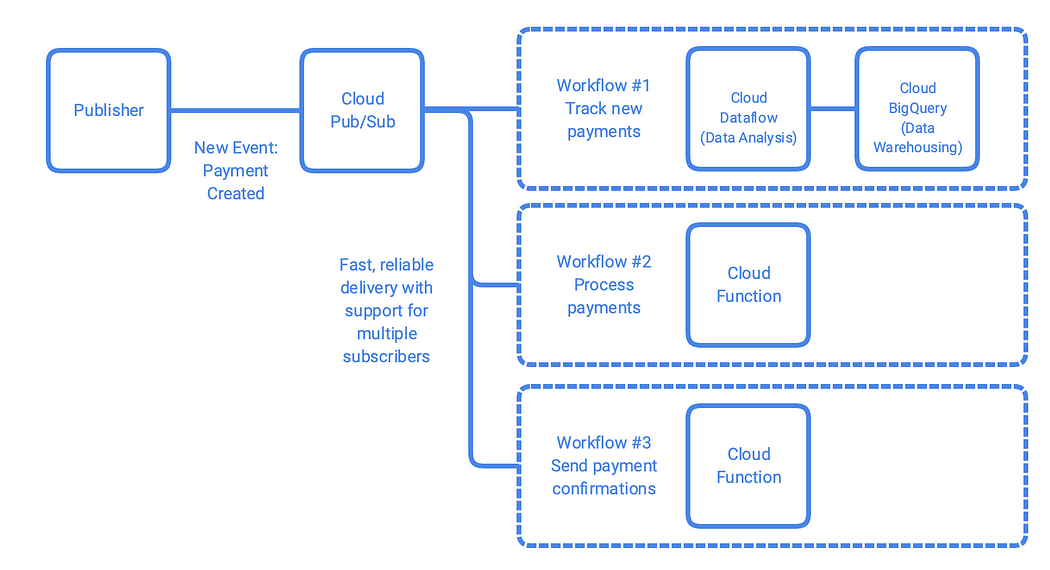 Publisher
New Event:
Payment
Created
Cloud
Pub/Sub
Fast, reliable
delivery with
support for
multiple
subscribers
Workflow #1
Track new
payments
Cloud
Dataflow
(Data Analysis)
Cloud
BigQuery
(Data
Warehousing)
Workflow #2
Process
payments
Cloud
Function
Workflow #3
Send payment
confirmations
Cloud
Function